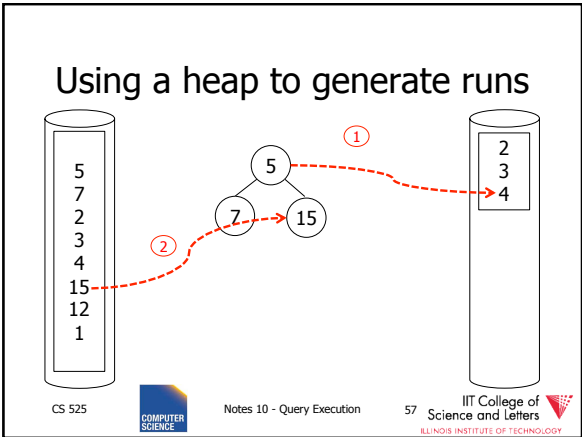 Using a heap to generate runs
5
7
2
3
4
15
12
1
2
5
7
15
1
2
3
4
CS 525
COMPUTER
SCIENCE
Notes 10 - Query Execution
57
IIT College of
Science and Letters
ILLINOIS INSTITUTE OF TECHNOLOGY